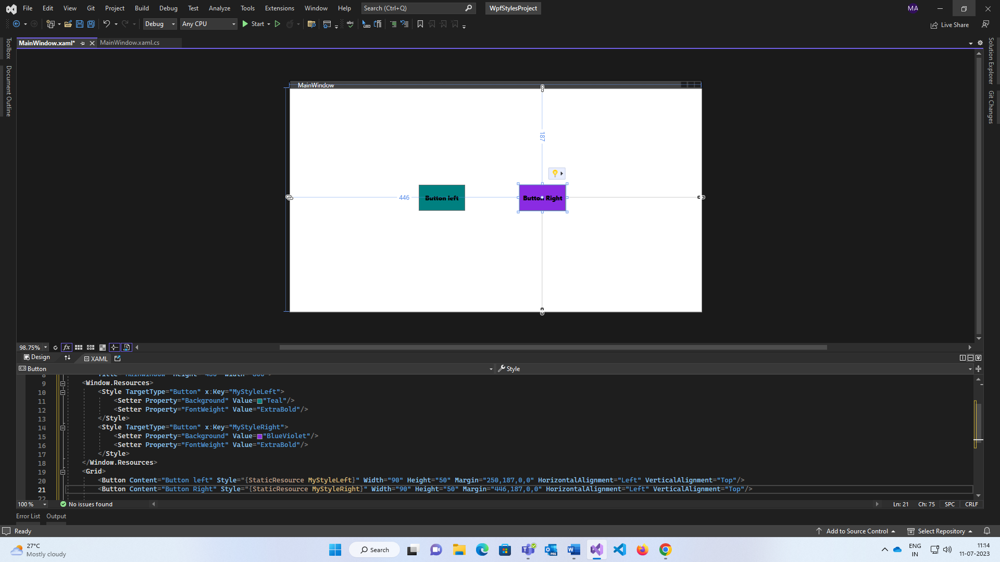 File Edit View Git Project Build Debug Test Analyze Tools Extensions Window Help Search (Ctrl+Q) WpfStylesProject MA
Debug Any CPU Start abc Live Share
MainWindow.xaml* MainWindow.xaml.cs
Toolbox
Document Outline
Solution Explorer
Git Changes
MainWindow
187
446
Button left
Button Right
98.75% fx
Design XAML
Button Style
8 Title="MainWindow" Height="450" Width="800">
9 <Window.Resources>
10 <Style TargetType="Button" x:Key="MyStyleLeft">
11 <Setter Property="Background" Value="Teal"/>
12 <Setter Property="FontWeight" Value="ExtraBold"/>
13 </Style>
14 <Style TargetType="Button" x:Key="MyStyleRight">
15 <Setter Property="Background" Value="BlueViolet"/>
16 <Setter Property="FontWeight" Value="ExtraBold"/>
17 </Style>
18 </Window.Resources>
19 <Grid>
20 <Button Content="Button left" Style="{StaticResource MyStyleLeft}" Width="90" Height="50" Margin="250,187,0,0" HorizontalAlignment="Left" VerticalAlignment="Top"/>
21 <Button Content="Button Right" Style="{StaticResource MyStyleRight}" Width="90" Height="50" Margin="446,187,0,0" HorizontalAlignment="Left" VerticalAlignment="Top"/>
22
100 % No issues found Ln: 21 Ch: 75 SPC CRLF
Error List Output
Ready Add to Source Control Select Repository
27°C
Mostly cloudy
Search
ENG
IN
11:14
11-07-2023